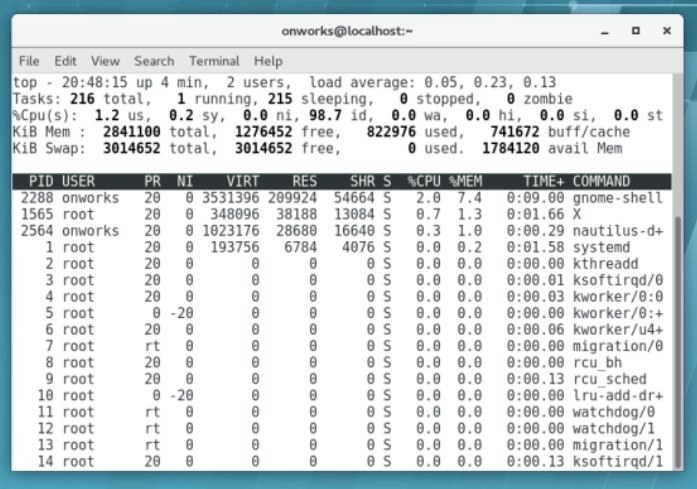 onworks@localhost:~
File Edit View Search Terminal Help
top - 20:48:15 up 4 min,  2 users,  load average: 0.05, 0.23, 0.13
Tasks: 216 total,   1 running, 215 sleeping,   0 stopped,   0 zombie
%Cpu(s):  1.2 us,  0.2 sy,  0.0 ni, 98.7 id,  0.0 wa,  0.0 hi,  0.0 si,  0.0 st
KiB Mem :  2841100 total,  1276452 free,   822976 used,   741672 buff/cache
KiB Swap:  3014652 total,  3014652 free,        0 used.  1784120 avail Mem
PID USER      PR  NI    VIRT    RES    SHR S  %CPU %MEM     TIME+ COMMAND
2288 onworks   20   0 3531396 209924  54664 S   2.0  7.4   0:09.00 gnome-shell
1565 root      20   0  348096  38188  13084 S   0.7  1.3   0:01.66 X
2564 onworks   20   0 1023176  28680  16640 S   0.3  1.0   0:00.29 nautilus-d+
1 root      20   0  193756   6784   4076 S   0.0  0.2   0:01.58 systemd
2 root      20   0       0      0      0 S   0.0  0.0   0:00.00 kthreadd
3 root      20   0       0      0      0 S   0.0  0.0   0:00.01 ksoftirqd/0
4 root      20   0       0      0      0 S   0.0  0.0   0:00.03 kworker/0:0
5 root       0 -20       0      0      0 S   0.0  0.0   0:00.00 kworker/0:+
6 root      20   0       0      0      0 S   0.0  0.0   0:00.06 kworker/u4+
7 root      rt   0       0      0      0 S   0.0  0.0   0:00.00 migration/0
8 root      20   0       0      0      0 S   0.0  0.0   0:00.00 rcu_bh
9 root      20   0       0      0      0 S   0.0  0.0   0:00.13 rcu_sched
10 root       0 -20       0      0      0 S   0.0  0.0   0:00.00 lru-add-dr+
11 root      rt   0       0      0      0 S   0.0  0.0   0:00.00 watchdog/0
12 root      rt   0       0      0      0 S   0.0  0.0   0:00.00 watchdog/1
13 root      rt   0       0      0      0 S   0.0  0.0   0:00.00 migration/1
14 root      20   0       0      0      0 S   0.0  0.0   0:00.13 ksoftirqd/1